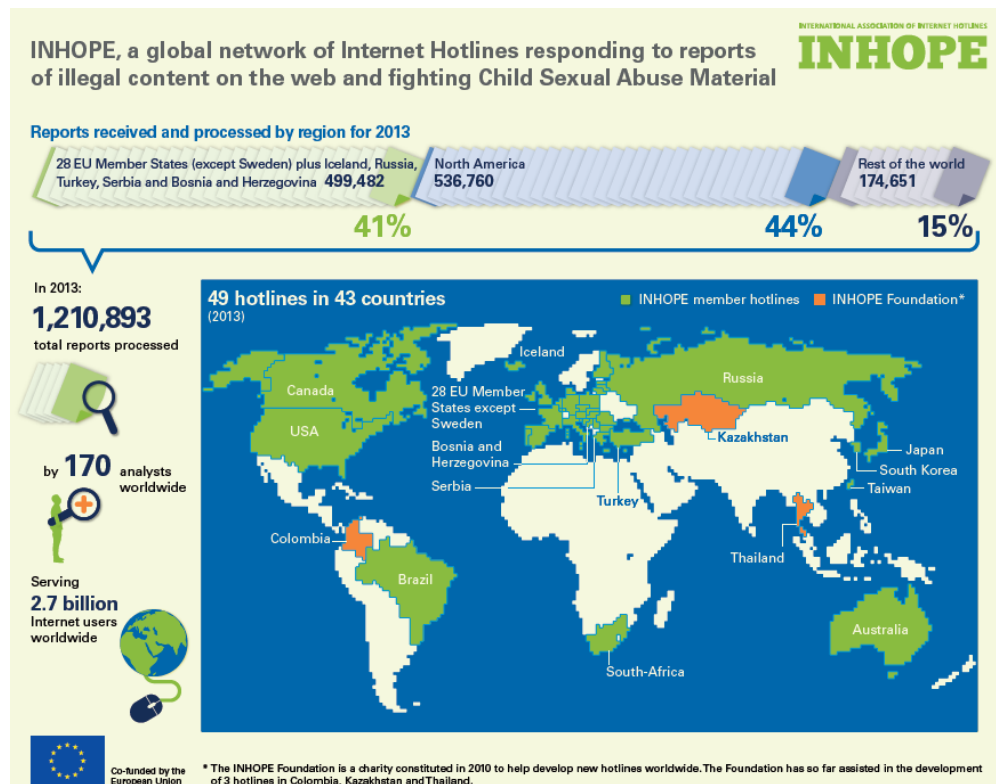 INTERNATIONAL ASSOCIATION OF INTERNET HOTLINES
INHOPE
INHOPE, a global network of Internet Hotlines responding to reports
of illegal content on the web and fighting Child Sexual Abuse Material
Reports received and processed by region for 2013
28 EU Member States (except Sweden) plus Iceland, Russia,
Turkey, Serbia and Bosnia and Herzegovina 499,482
41%
North America
536,760
44%
Rest of the world
174,651
15%
In 2013:
1,210,893
total reports processed
by 170 analysts
worldwide
Serving
2.7 billion
Internet users
worldwide
49 hotlines in 43 countries
(2013)
INHOPE member hotlines
INHOPE Foundation*
Iceland
Canada
USA
28 EU Member
States except
Sweden
Bosnia and
Herzegovina
Serbia
Turkey
Russia
Kazakhstan
Japan
South Korea
Taiwan
Thailand
Colombia
Brazil
South-Africa
Australia
Co-funded by the
European Union
* The INHOPE Foundation is a charity constituted in 2010 to help develop new hotlines worldwide. The Foundation has so far assisted in the development
of 3 hotlines in Colombia, Kazakhstan and Thailand.